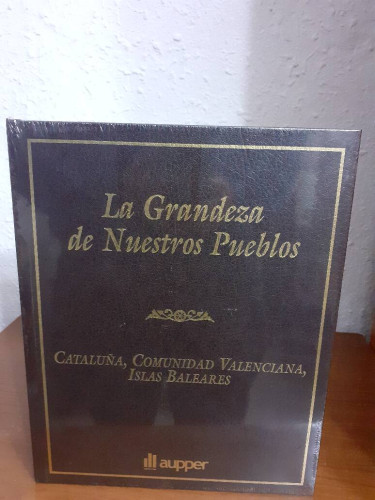 La Grandeza
de Nuestros Pueblos
CATALUÑA, COMUNIDAD VALENCIANA,
ISLAS BALEARES
aupper